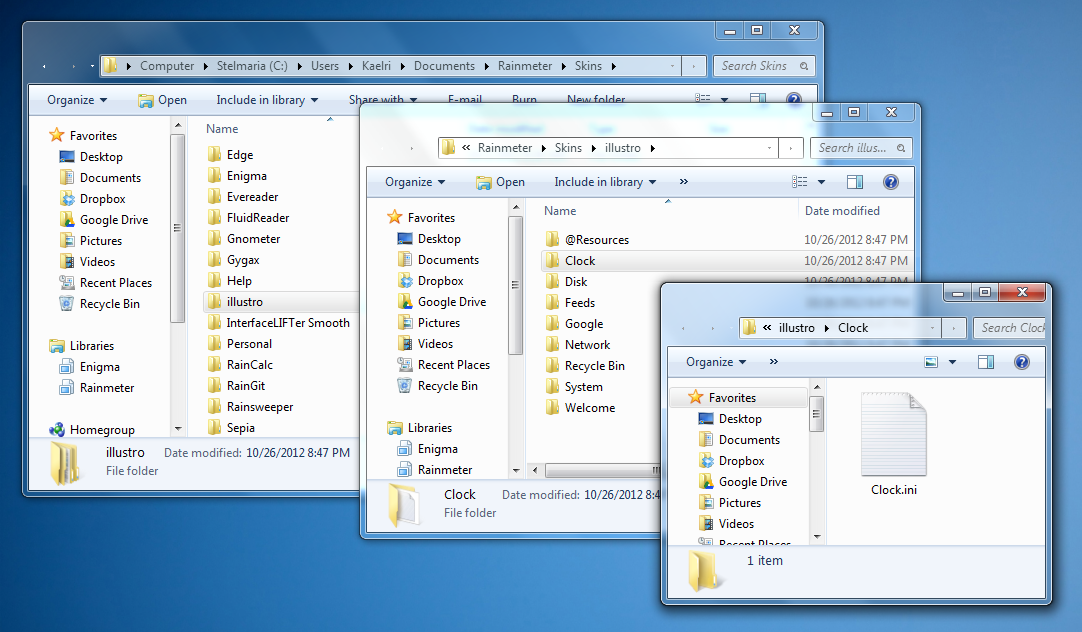 Computer Stelmaria (C:) Users Kaelri Documents Rainmeter Skins
Search Skins
Organize Open Include in library Share with E-mail Burn New folder
Favorites
Desktop
Documents
Dropbox
Google Drive
Pictures
Videos
Recent Places
Recycle Bin
Libraries
Enigma
Rainmeter
Homegroup
Name
Edge
Enigma
Evereader
FluidReader
Gnometer
Gygax
Help
illustro
InterfaceLIFTer Smooth
Personal
RainCalc
RainGit
Rainsweeper
Sepia
illustro Date modified: 10/26/2012 8:47 PM
File folder
« Rainmeter Skins illustro
Search illus...
Organize Open Include in library »
Favorites
Desktop
Documents
Dropbox
Google Drive
Pictures
Videos
Recent Places
Recycle Bin
Libraries
Enigma
Rainmeter
Name Date modified
@Resources 10/26/2012 8:47 PM
Clock 10/26/2012 8:47 PM
Disk 10/26/2012 8:47 PM
Feeds
Google
Network
Recycle Bin
System
Welcome
Clock Date modified: 10/26/2012 8:4
File folder
« illustro Clock
Search Clock
Organize »
Favorites
Desktop
Documents
Dropbox
Google Drive
Pictures
Videos
Recent Places
Clock.ini
1 item